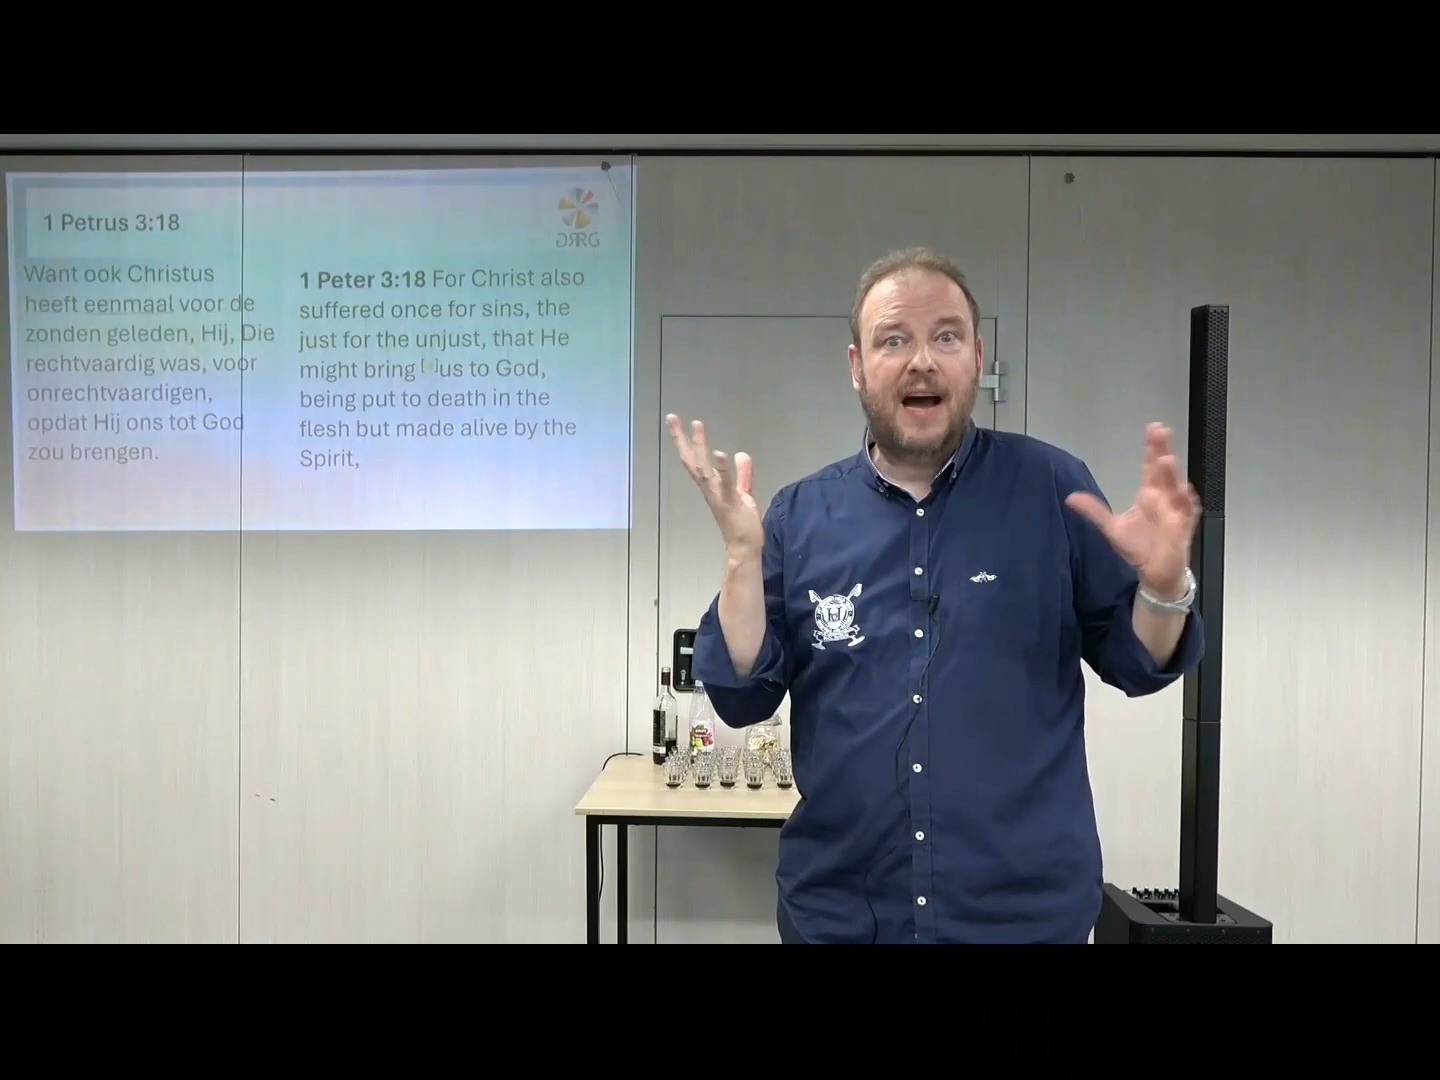 1 Petrus 3:18
Want ook Christus
heeft eenmaal voor de
zonden geleden, Hij, Die
rechtvaardig was, voor
onrechtvaardigen,
opdat Hij ons tot God
zou brengen.
1 Peter 3:18 For Christ also
suffered once for sins, the
just for the unjust, that He
might bring [ ]us to God,
being put to death in the
flesh but made alive by the
Spirit,